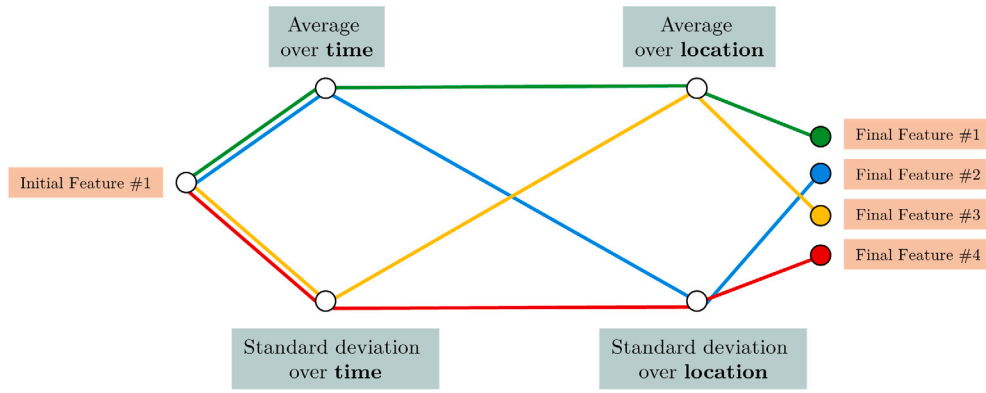 Average
over time
Average
over location
Initial Feature #1
Final Feature #1
Final Feature #2
Final Feature #3
Final Feature #4
Standard deviation
over time
Standard deviation
over location